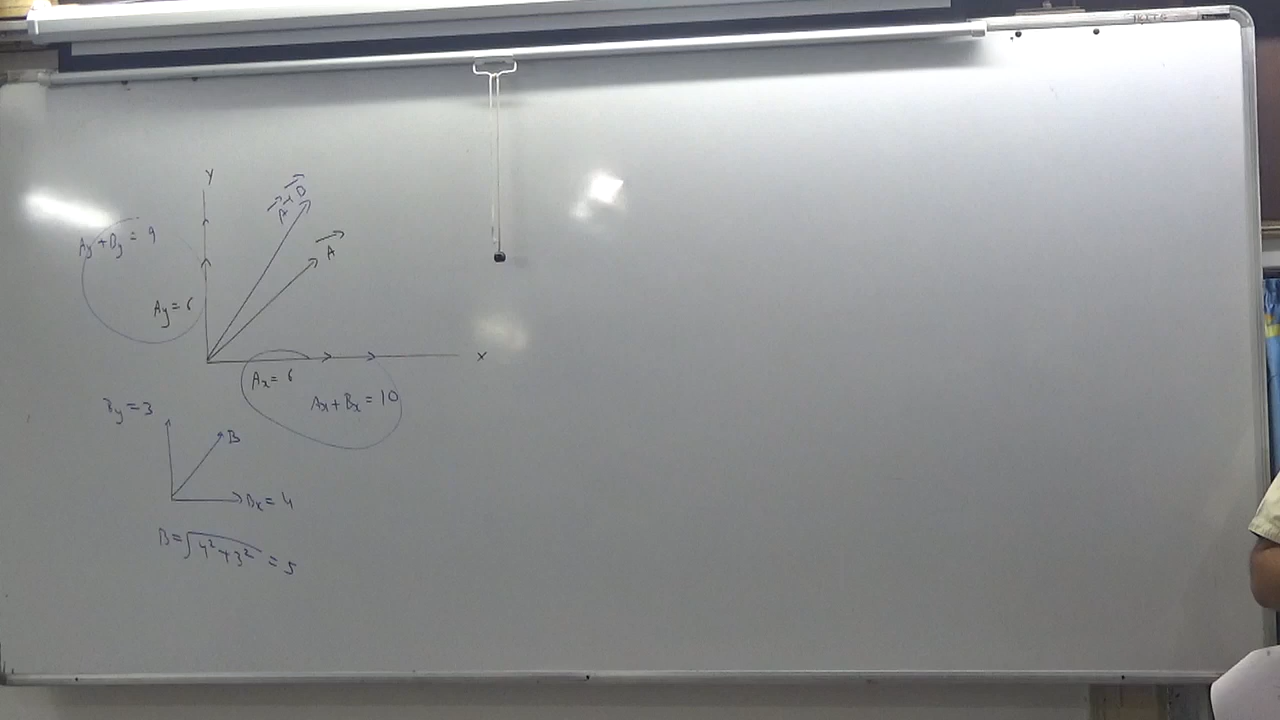 Y
A + B
A
Ay + By = 9
Ay = 6
X
Ax = 6
Ax + Bx = 10
By = 3
B
Bx = 4
B = √4² + 3² = 5